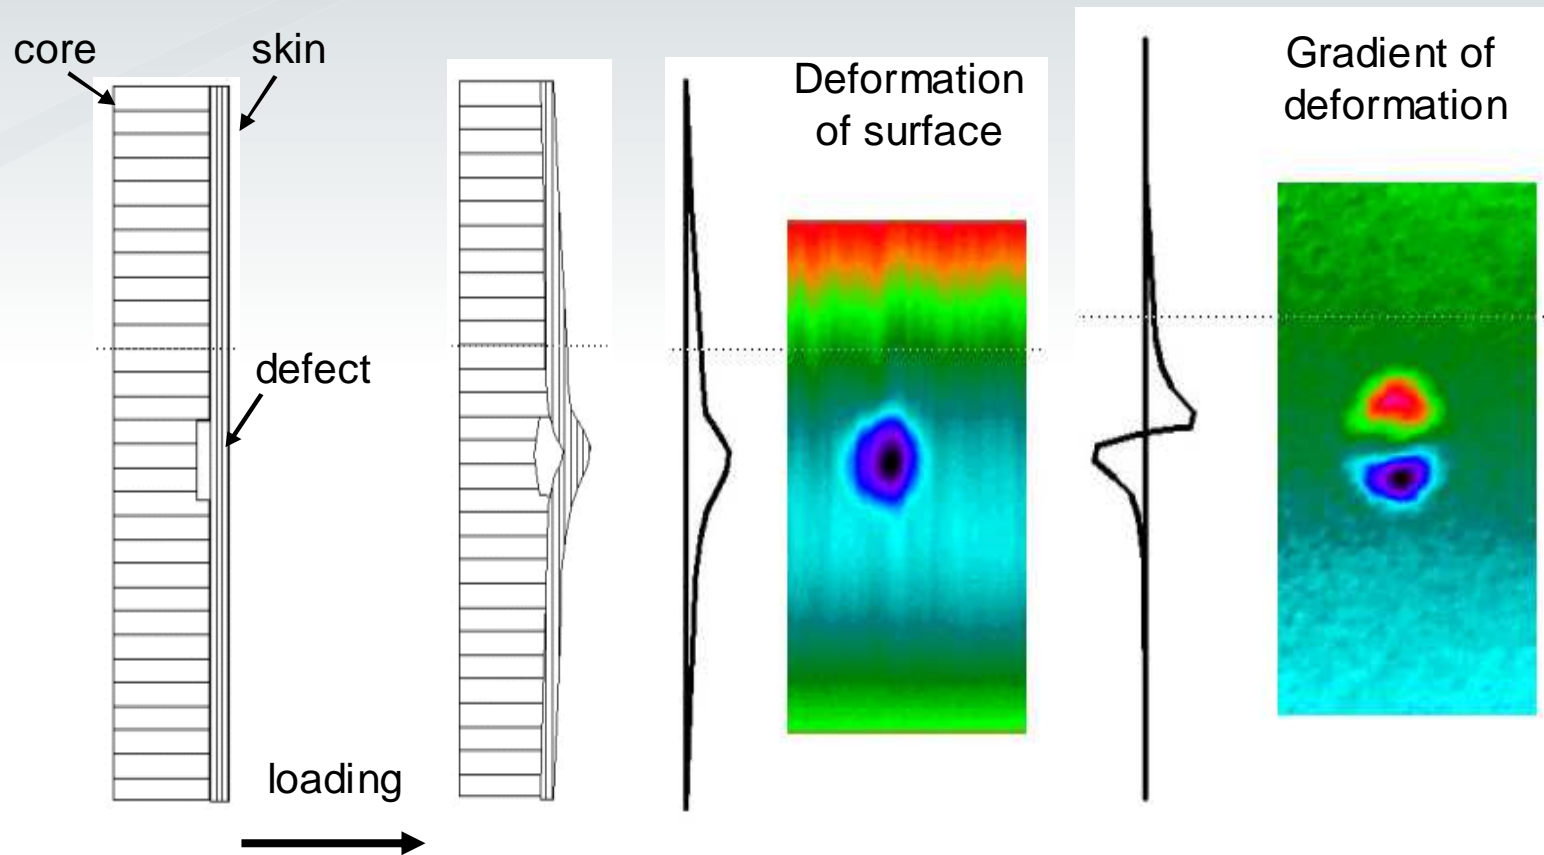 core
skin
defect
loading
Deformation
of surface
Gradient of
deformation